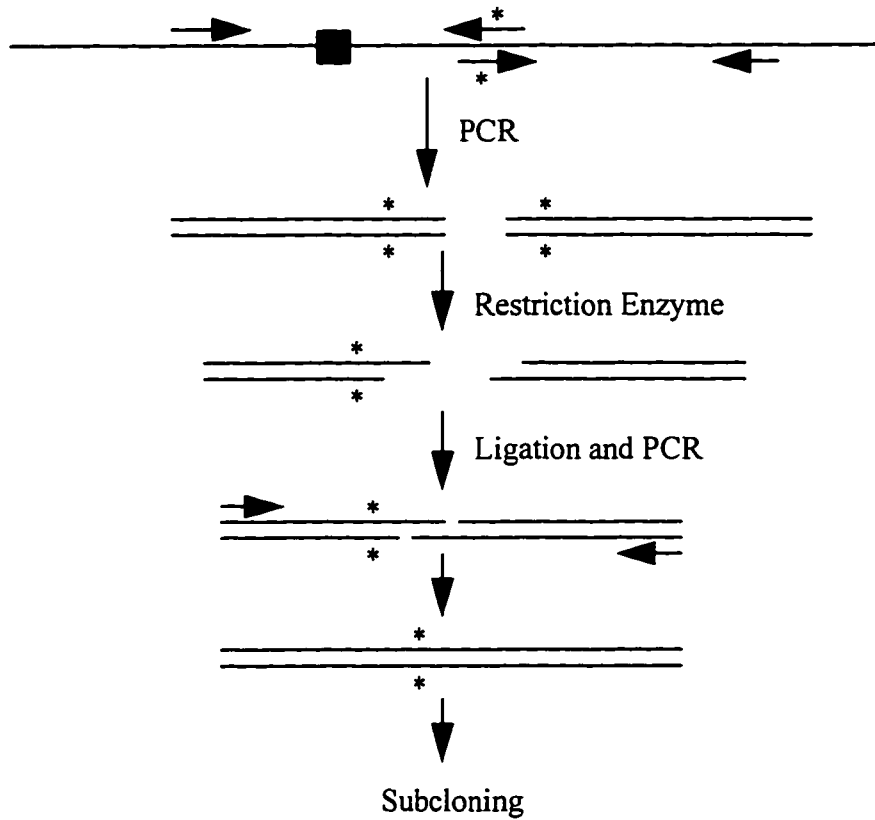 *
*
PCR
* *
* *
Restriction Enzyme
*
*
Ligation and PCR
*
*
*
*
Subcloning